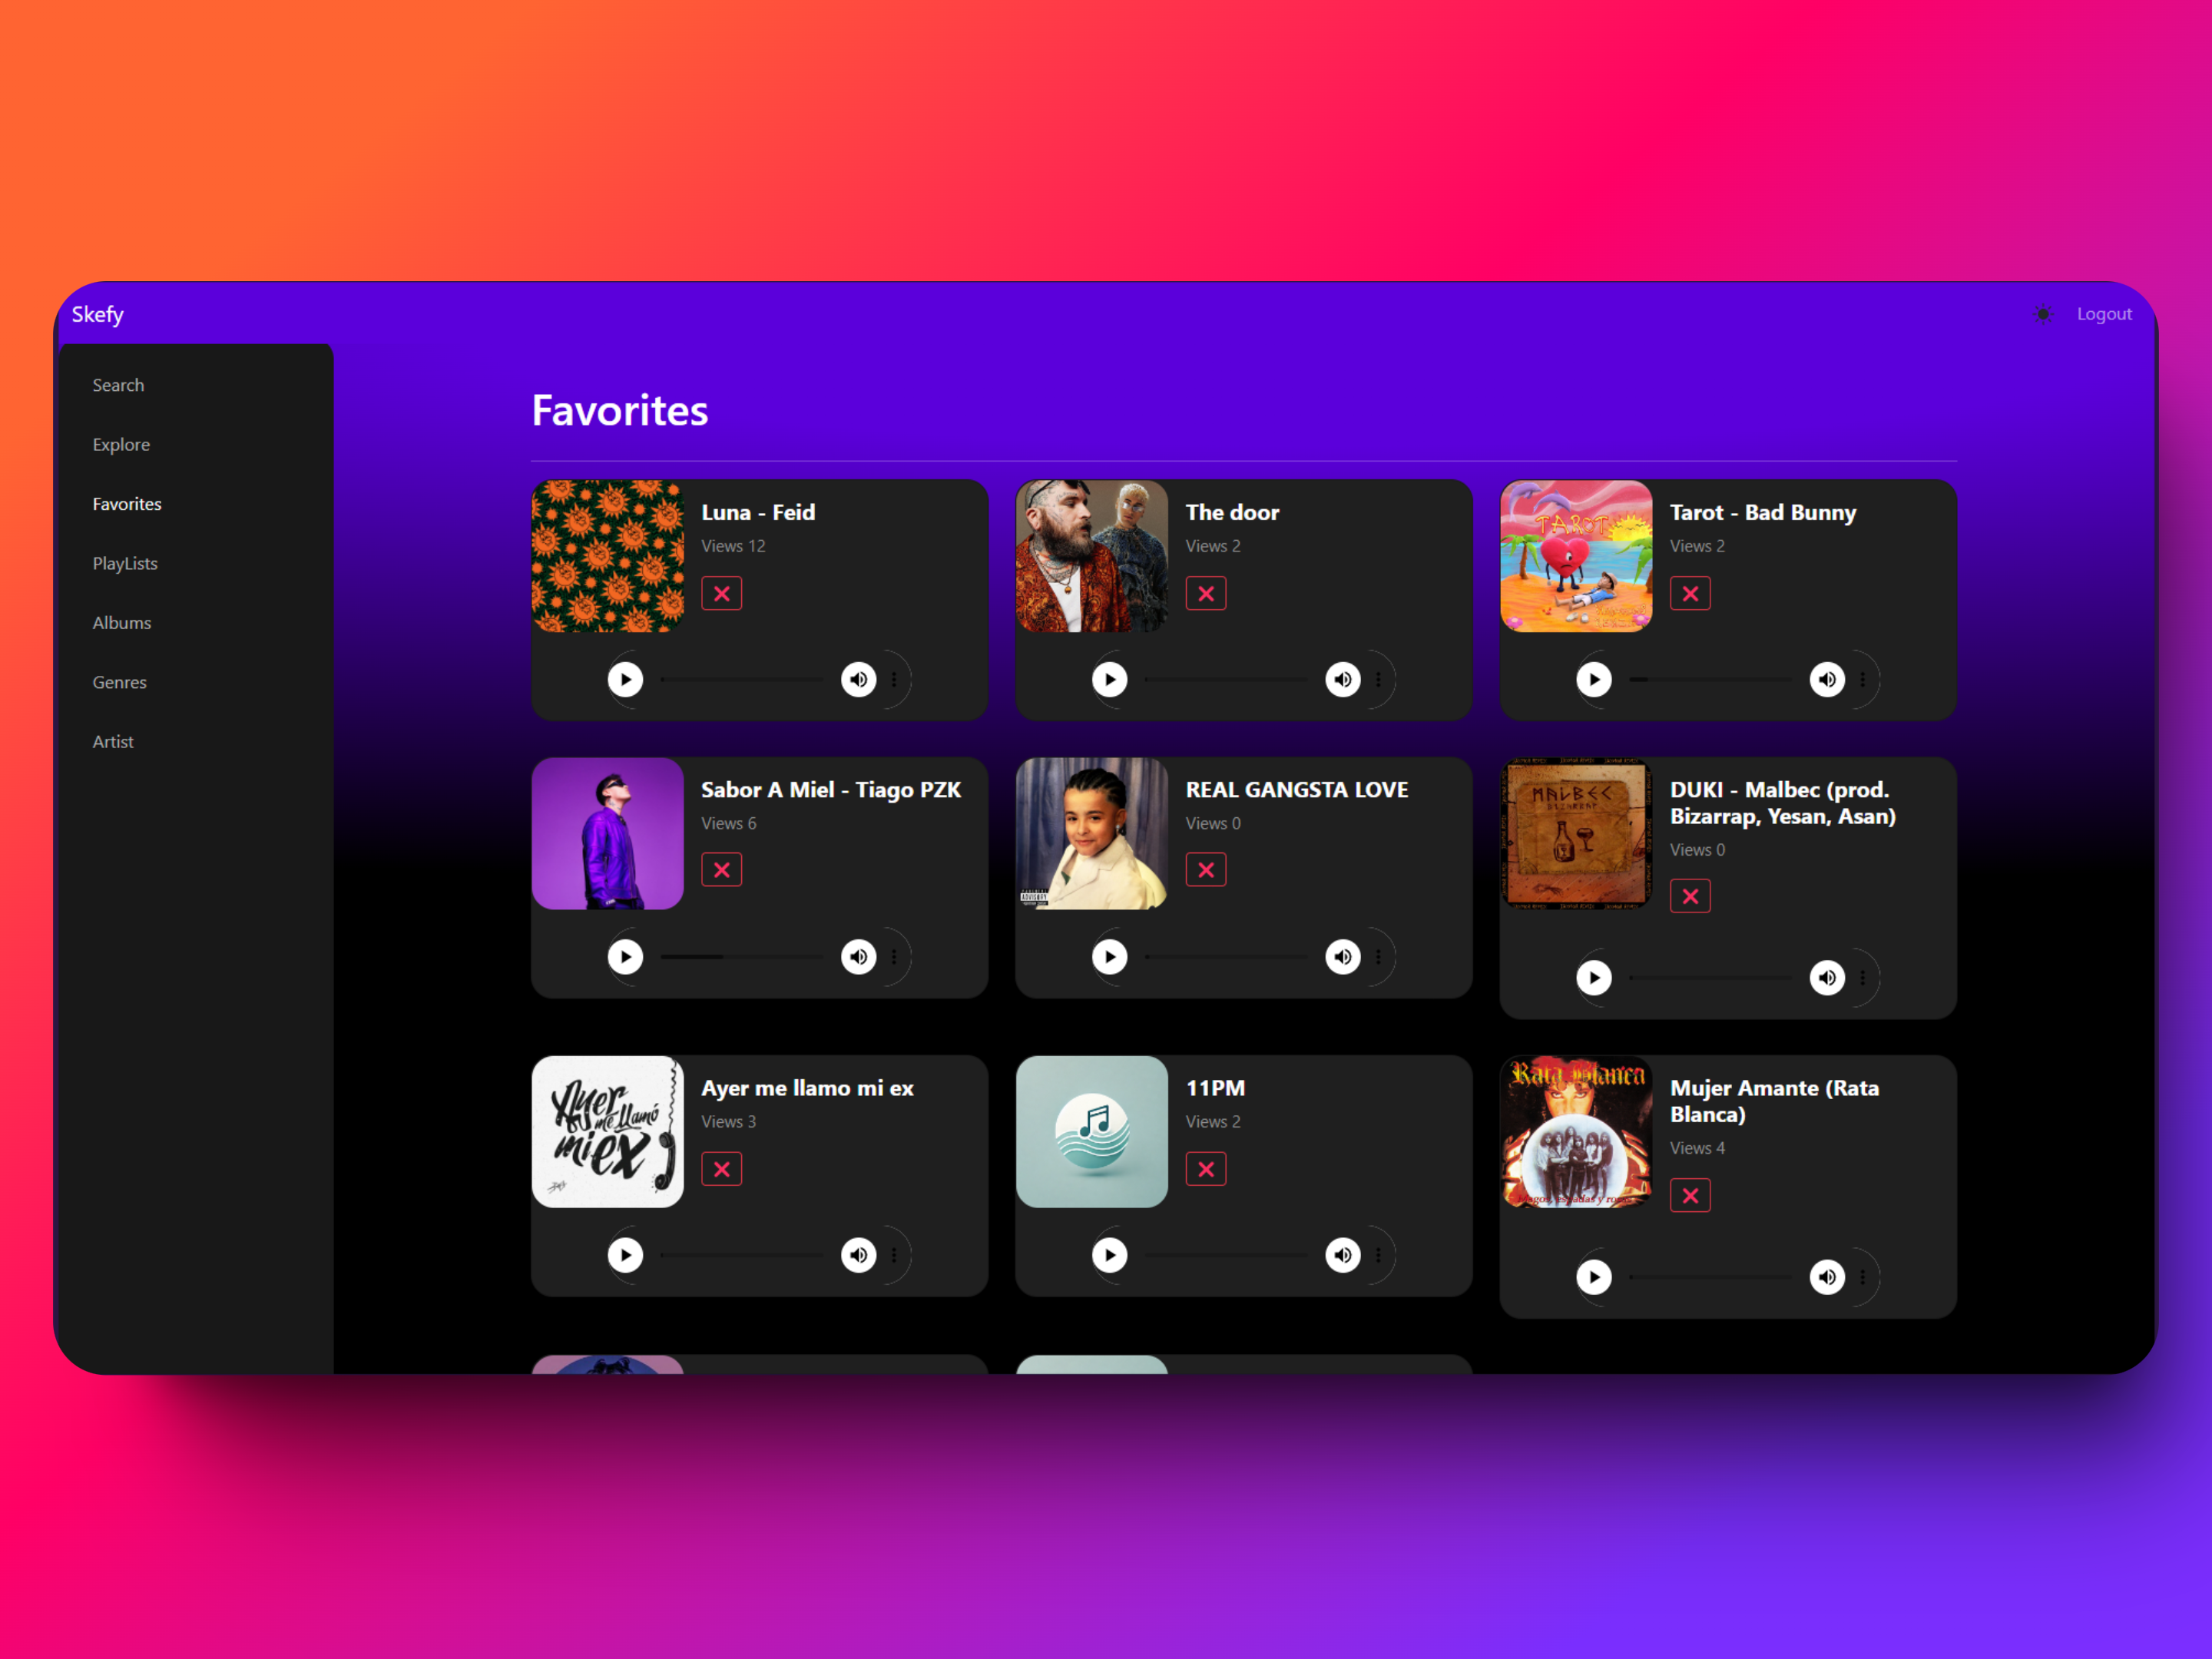 Skefy
Logout
Search
Explore
Favorites
PlayLists
Albums
Genres
Artist
Favorites
Luna - Feid
Views 12
The door
Views 2
TAROT
Tarot - Bad Bunny
Views 2
Sabor A Miel - Tiago PZK
Views 6
ADVISORY
REAL GANGSTA LOVE
Views 0
MALBEC
BIZARRAP
DUKI - Malbec (prod.
Bizarrap, Yesan, Asan)
Views 0
Ayer
me llamó
mi ex
Ayer me llamo mi ex
Views 3
11PM
Views 2
Rata Blanca
Mujer Amante (Rata
Blanca)
Views 4